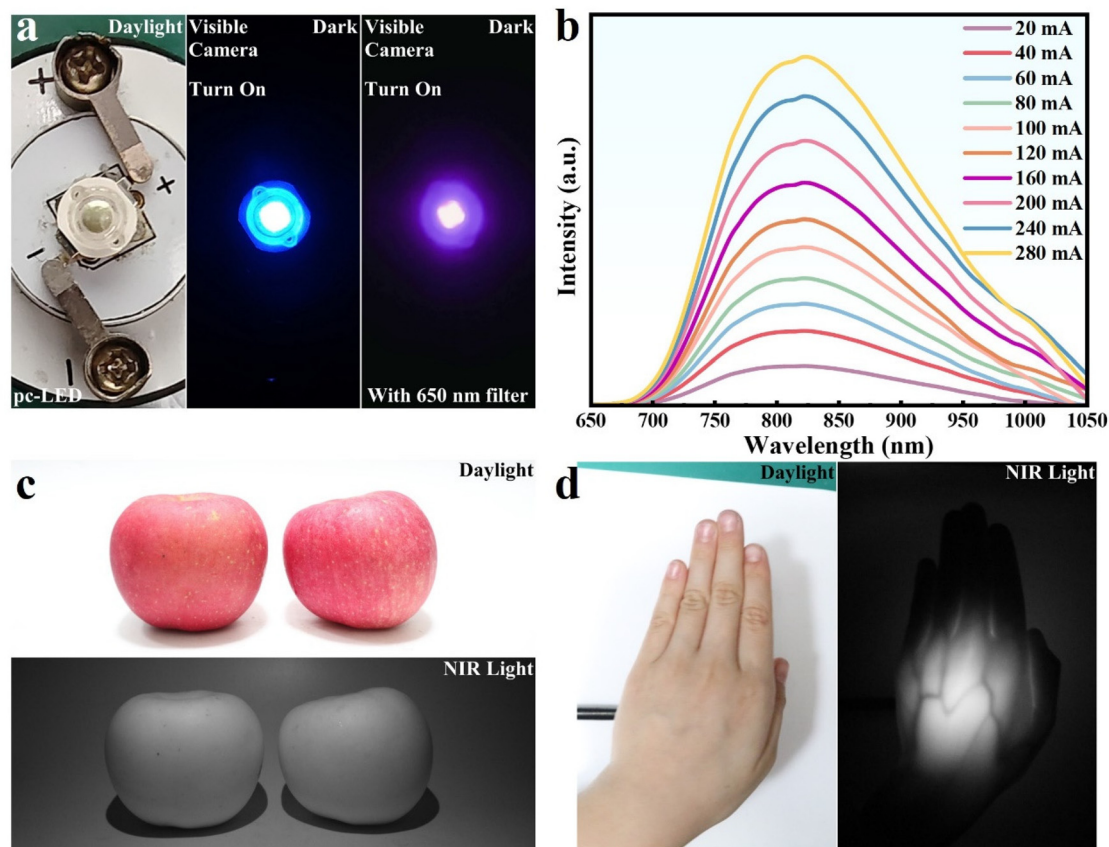 a
Daylight
+
+
−
−
pc-LED
Visible Dark
Camera
Turn On
Visible Dark
Camera
Turn On
With 650 nm filter
b
Intensity (a.u.)
20 mA
40 mA
60 mA
80 mA
100 mA
120 mA
160 mA
200 mA
240 mA
280 mA
650 700 750 800 850 900 950 1000 1050
Wavelength (nm)
c
Daylight
NIR Light
d
Daylight
NIR Light